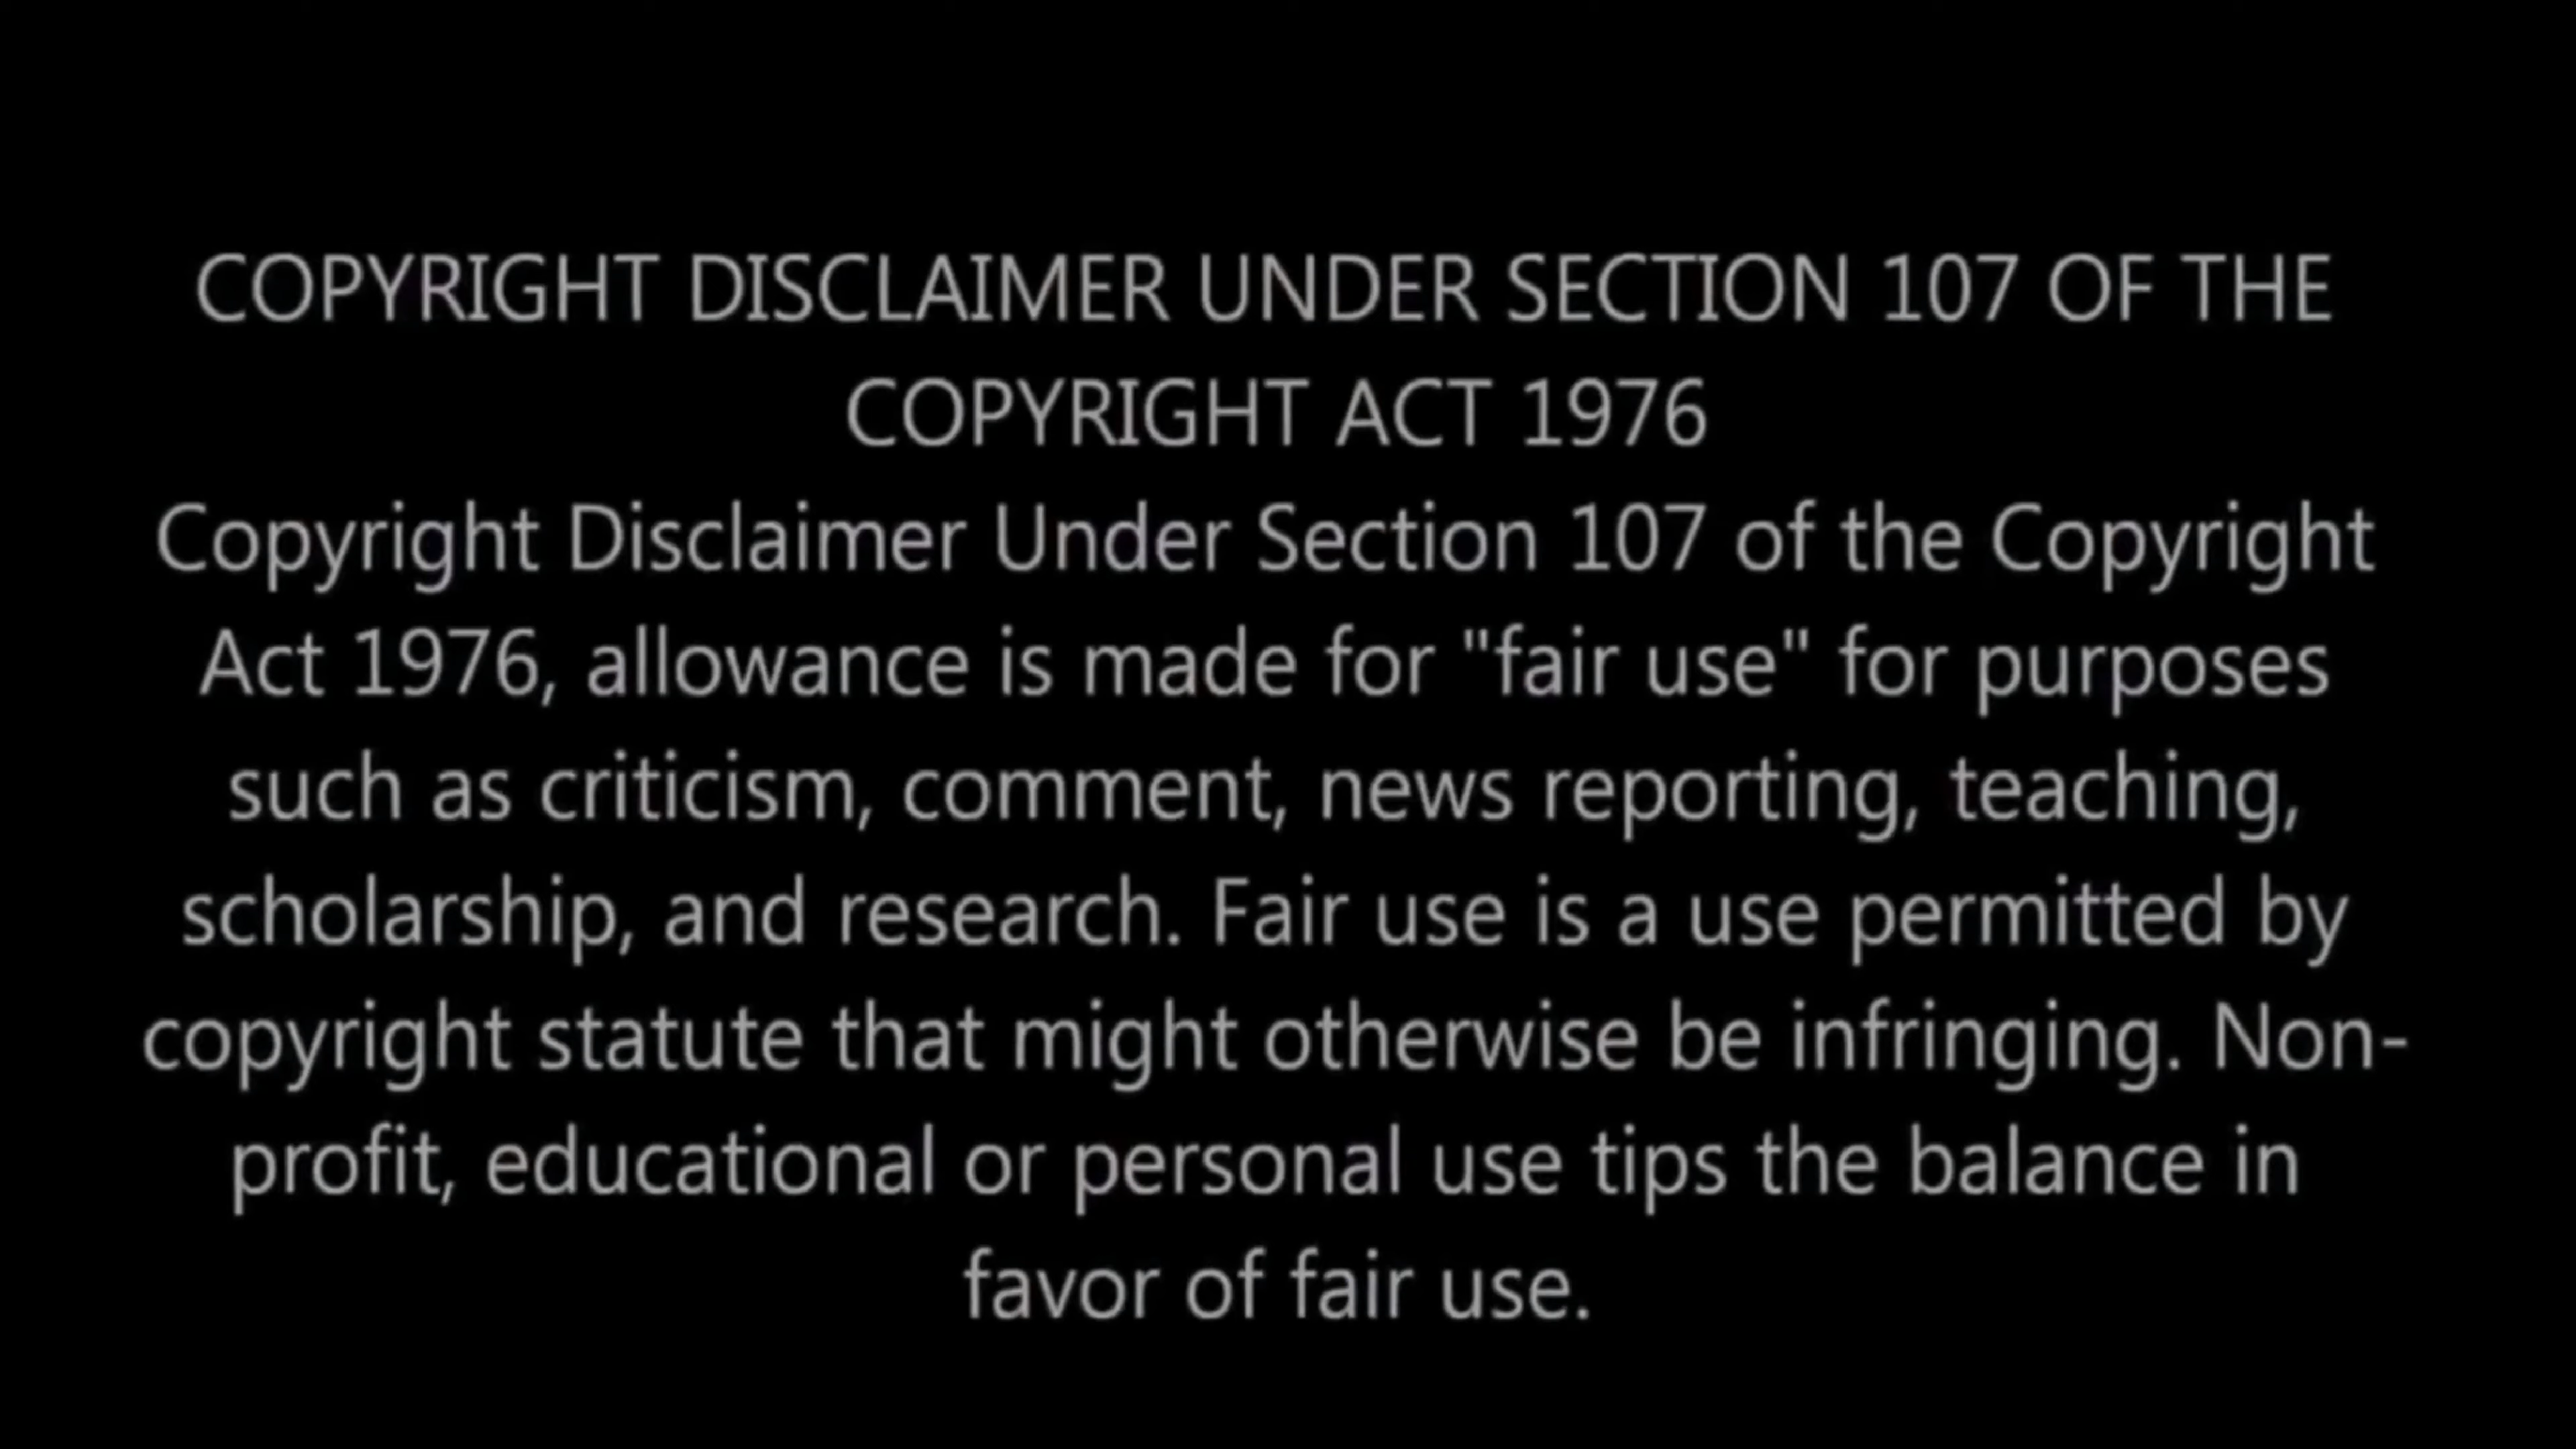 COPYRIGHT DISCLAIMER UNDER SECTION 107 OF THE
COPYRIGHT ACT 1976
Copyright Disclaimer Under Section 107 of the Copyright
Act 1976, allowance is made for "fair use" for purposes
such as criticism, comment, news reporting, teaching,
scholarship, and research. Fair use is a use permitted by
copyright statute that might otherwise be infringing. Non-
profit, educational or personal use tips the balance in
favor of fair use.